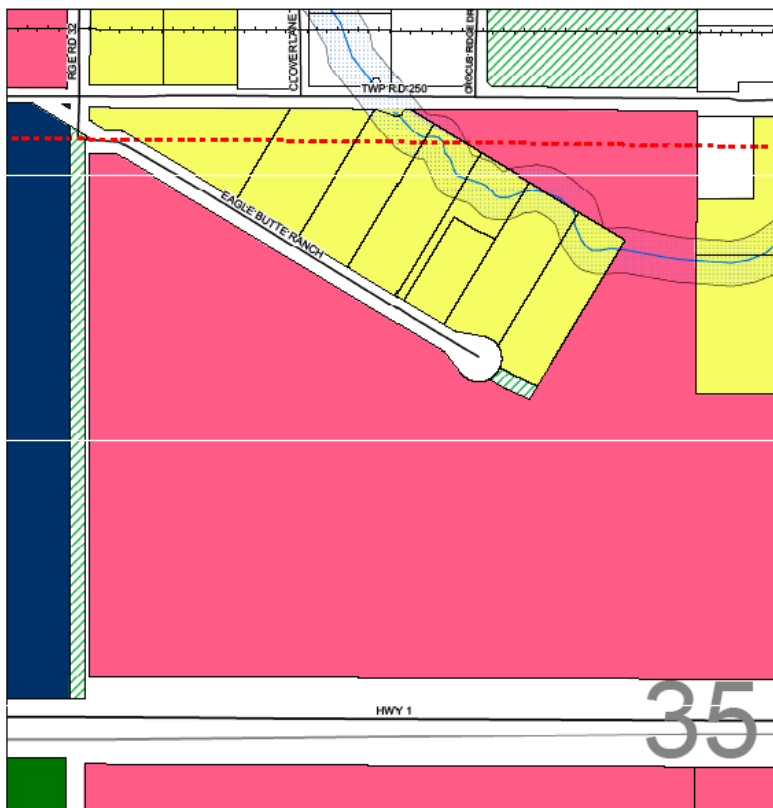 RGE RD 32
CLOVER LANE
CROCUS RIDGE DR
TWP RD 250
EAGLE BUTTE RANCH
HWY 1
35